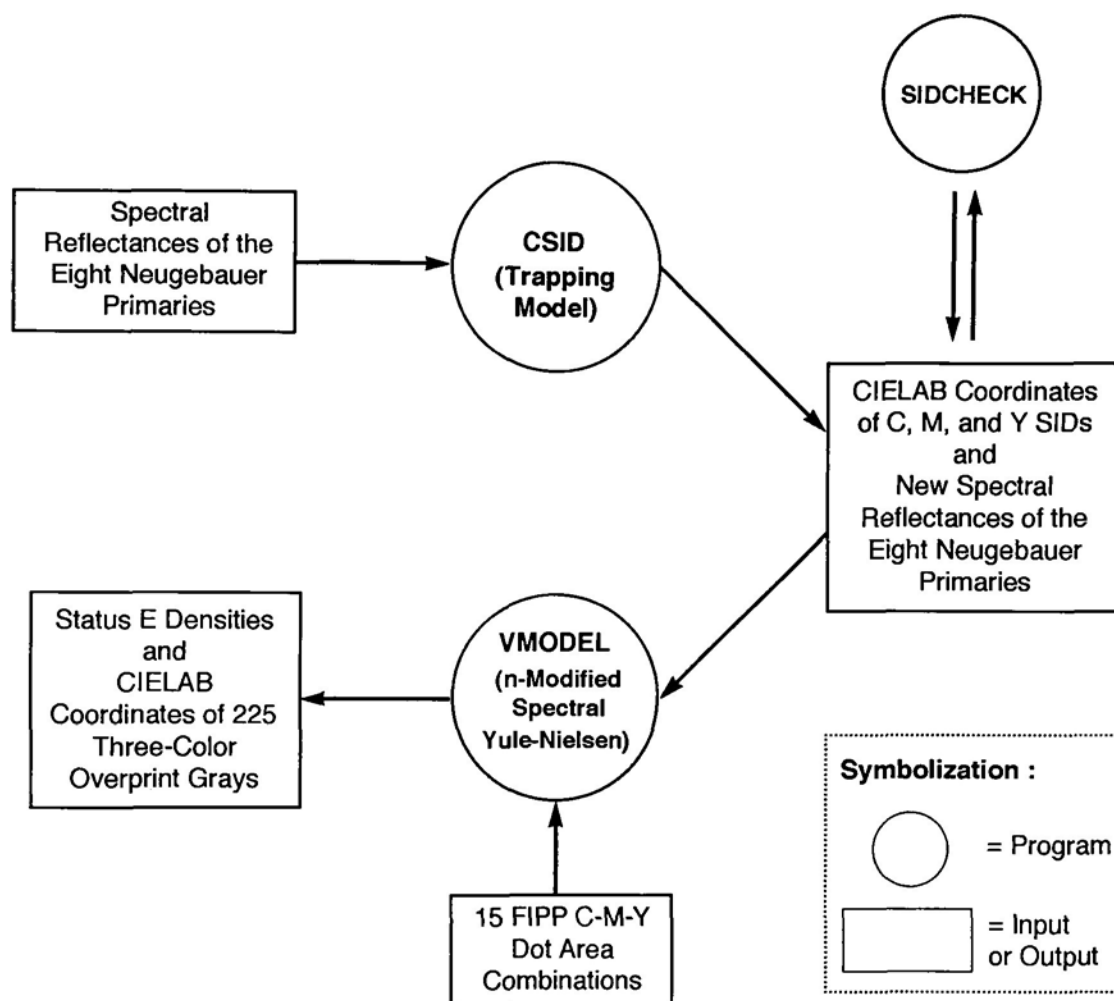 SIDCHECK
Spectral
Reflectances of the
Eight Neugebauer
Primaries
CSID
(Trapping
Model)
CIELAB Coordinates
of C, M, and Y SIDs
and
New Spectral
Reflectances of the
Eight Neugebauer
Primaries
Status E Densities
and
CIELAB
Coordinates of 225
Three-Color
Overprint Grays
VMODEL
(n-Modified
Spectral
Yule-Nielsen)
15 FIPP C-M-Y
Dot Area
Combinations
Symbolization :
= Program
= Input
or Output